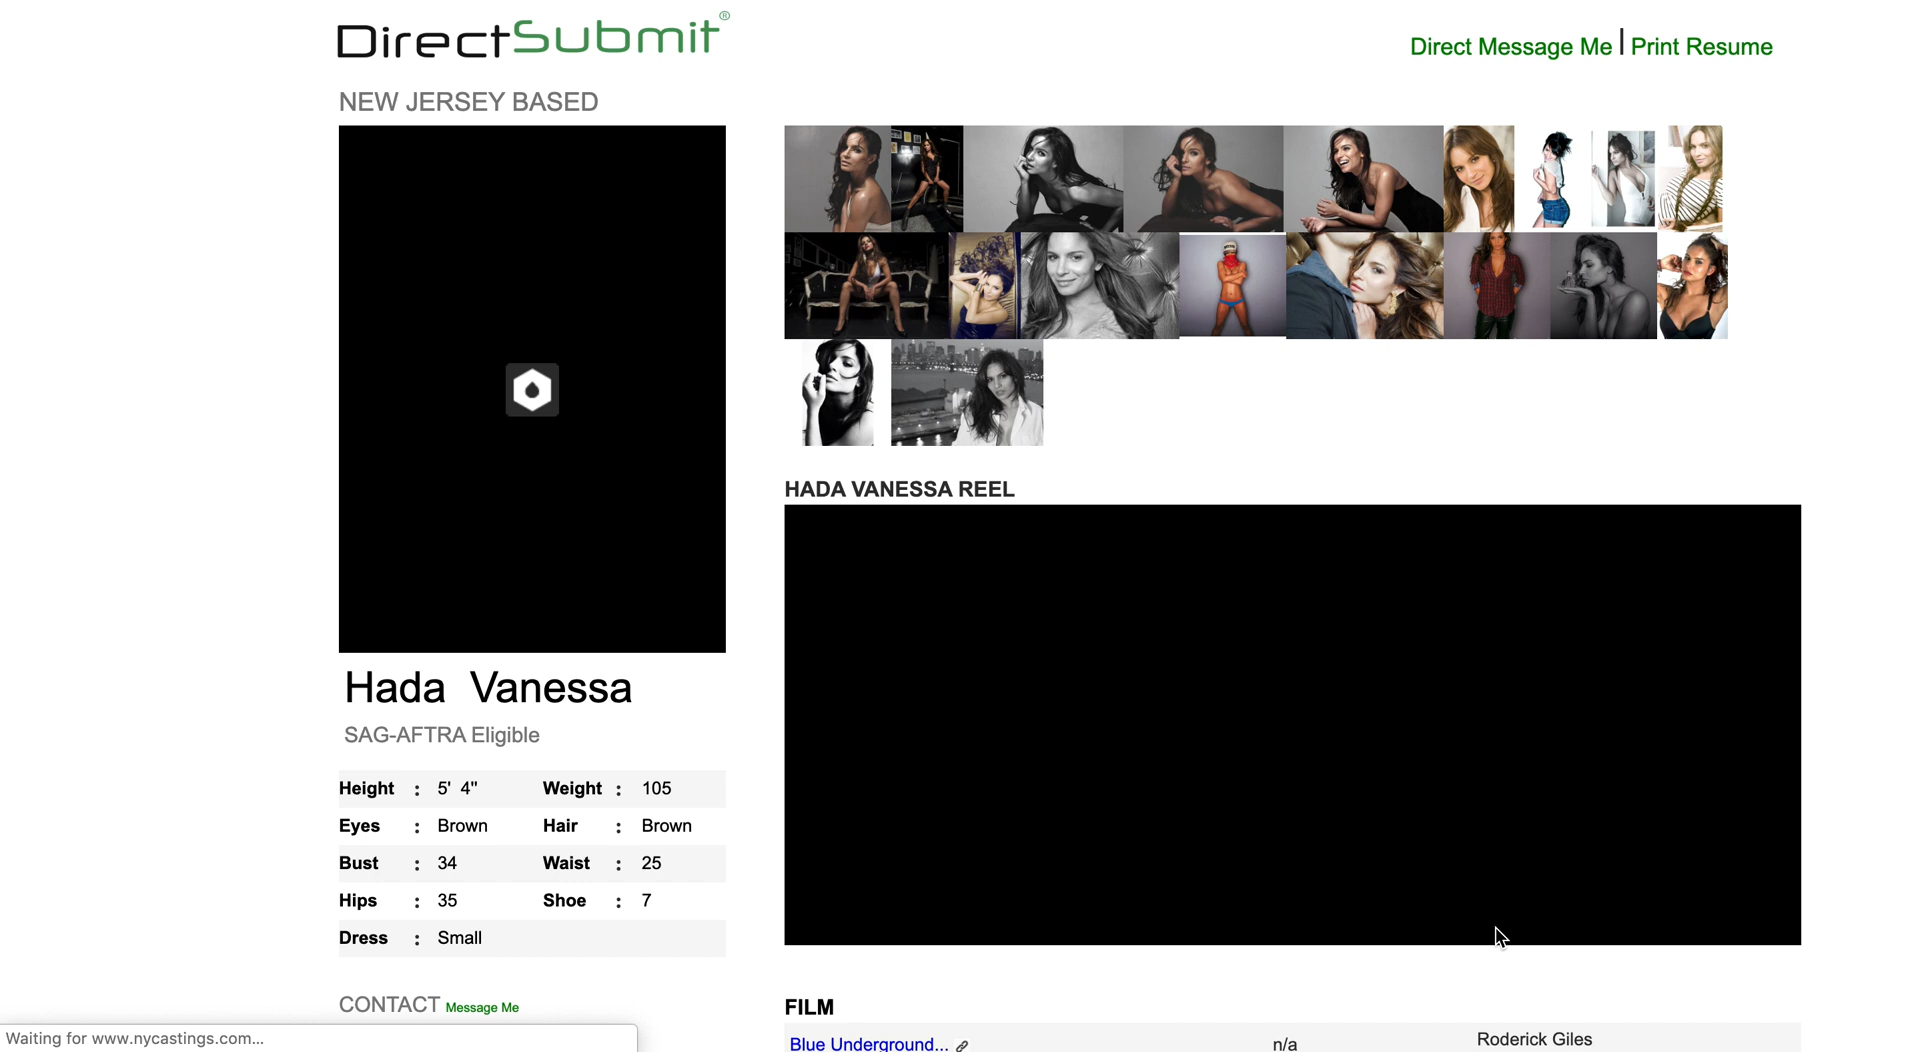 DirectSubmit®
Direct Message Me | Print Resume
NEW JERSEY BASED
HADA VANESSA REEL
Hada Vanessa
SAG-AFTRA Eligible
Height : 5' 4" Weight : 105
Eyes : Brown Hair : Brown
Bust : 34 Waist : 25
Hips : 35 Shoe : 7
Dress : Small
CONTACT Message Me
FILM
Blue Underground... n/a Roderick Giles
Waiting for www.nycastings.com...